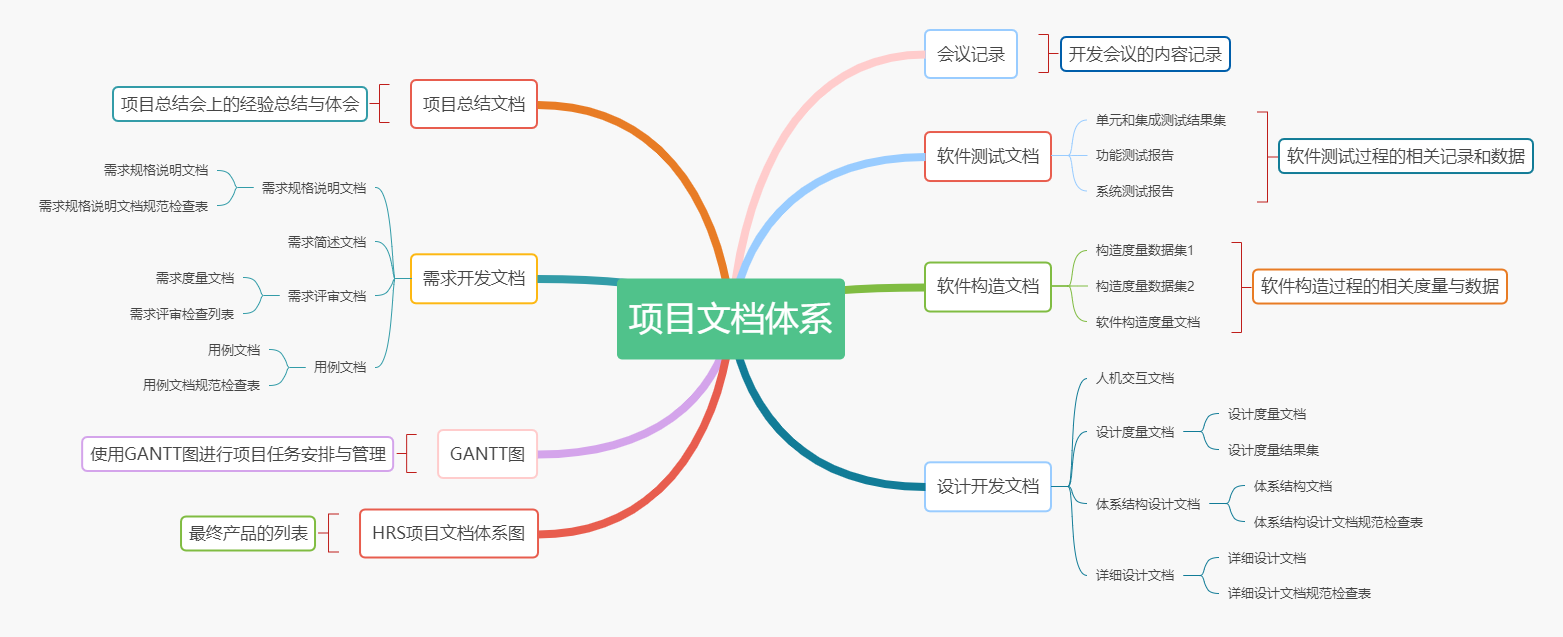 项目文档体系
会议记录
开发会议的内容记录
软件测试文档
单元和集成测试结果集
功能测试报告
系统测试报告
软件测试过程的相关记录和数据
软件构造文档
构造度量数据集1
构造度量数据集2
软件构造度量文档
软件构造过程的相关度量与数据
设计开发文档
人机交互文档
设计度量文档
设计度量文档
设计度量结果集
体系结构设计文档
体系结构文档
体系结构设计文档规范检查表
详细设计文档
详细设计文档
详细设计文档规范检查表
项目总结文档
项目总结会上的经验总结与体会
需求开发文档
需求规格说明文档
需求规格说明文档
需求规格说明文档规范检查表
需求简述文档
需求评审文档
需求度量文档
需求评审检查列表
用例文档
用例文档
用例文档规范检查表
GANTT图
使用GANTT图进行项目任务安排与管理
HRS项目文档体系图
最终产品的列表